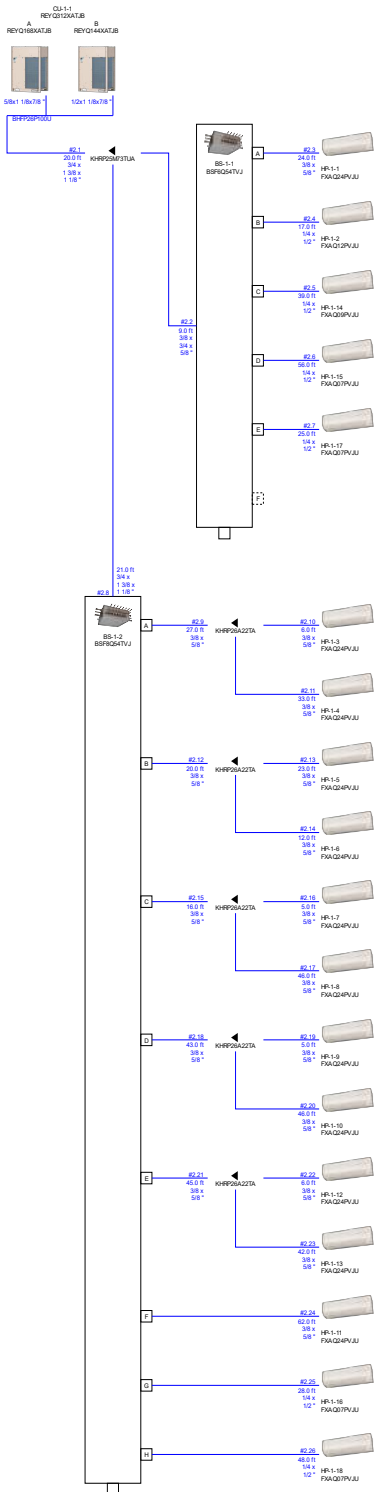 CU-1-1
REYQ312XATJB
A
REYQ168XATJB
B
REYQ144XATJB
5/8x1 1/8x7/8 "
1/2x1 1/8x7/8 "
BHFP26P100U
#2.1
20.0 ft
3/4 x
1 3/8 x
1 1/8 "
KHRP25M73TUA
#2.2
9.0 ft
3/8 x
3/4 x
5/8 "
BS-1-1
BSF6Q54TVJ
A
#2.3
24.0 ft
3/8 x
5/8 "
HP-1-1
FXAQ24PVJU
B
#2.4
17.0 ft
1/4 x
1/2 "
HP-1-2
FXAQ12PVJU
C
#2.5
39.0 ft
1/4 x
1/2 "
HP-1-14
FXAQ09PVJU
D
#2.6
56.0 ft
1/4 x
1/2 "
HP-1-15
FXAQ07PVJU
E
#2.7
25.0 ft
1/4 x
1/2 "
HP-1-17
FXAQ07PVJU
F
#2.8
21.0 ft
3/4 x
1 3/8 x
1 1/8 "
BS-1-2
BSF8Q54TVJ
A
#2.9
27.0 ft
3/8 x
5/8 "
KHRP26A22TA
#2.10
6.0 ft
3/8 x
5/8 "
HP-1-3
FXAQ24PVJU
#2.11
33.0 ft
3/8 x
5/8 "
HP-1-4
FXAQ24PVJU
B
#2.12
20.0 ft
3/8 x
5/8 "
KHRP26A22TA
#2.13
23.0 ft
3/8 x
5/8 "
HP-1-5
FXAQ24PVJU
#2.14
12.0 ft
3/8 x
5/8 "
HP-1-6
FXAQ24PVJU
C
#2.15
16.0 ft
3/8 x
5/8 "
KHRP26A22TA
#2.16
5.0 ft
3/8 x
5/8 "
HP-1-7
FXAQ24PVJU
#2.17
46.0 ft
3/8 x
5/8 "
HP-1-8
FXAQ24PVJU
D
#2.18
43.0 ft
3/8 x
5/8 "
KHRP26A22TA
#2.19
5.0 ft
3/8 x
5/8 "
HP-1-9
FXAQ24PVJU
#2.20
46.0 ft
3/8 x
5/8 "
HP-1-10
FXAQ24PVJU
E
#2.21
45.0 ft
3/8 x
5/8 "
KHRP26A22TA
#2.22
6.0 ft
3/8 x
5/8 "
HP-1-12
FXAQ24PVJU
#2.23
42.0 ft
3/8 x
5/8 "
HP-1-13
FXAQ24PVJU
F
#2.24
62.0 ft
3/8 x
5/8 "
HP-1-11
FXAQ24PVJU
G
#2.25
28.0 ft
1/4 x
1/2 "
HP-1-16
FXAQ07PVJU
H
#2.26
48.0 ft
1/4 x
1/2 "
HP-1-18
FXAQ07PVJU